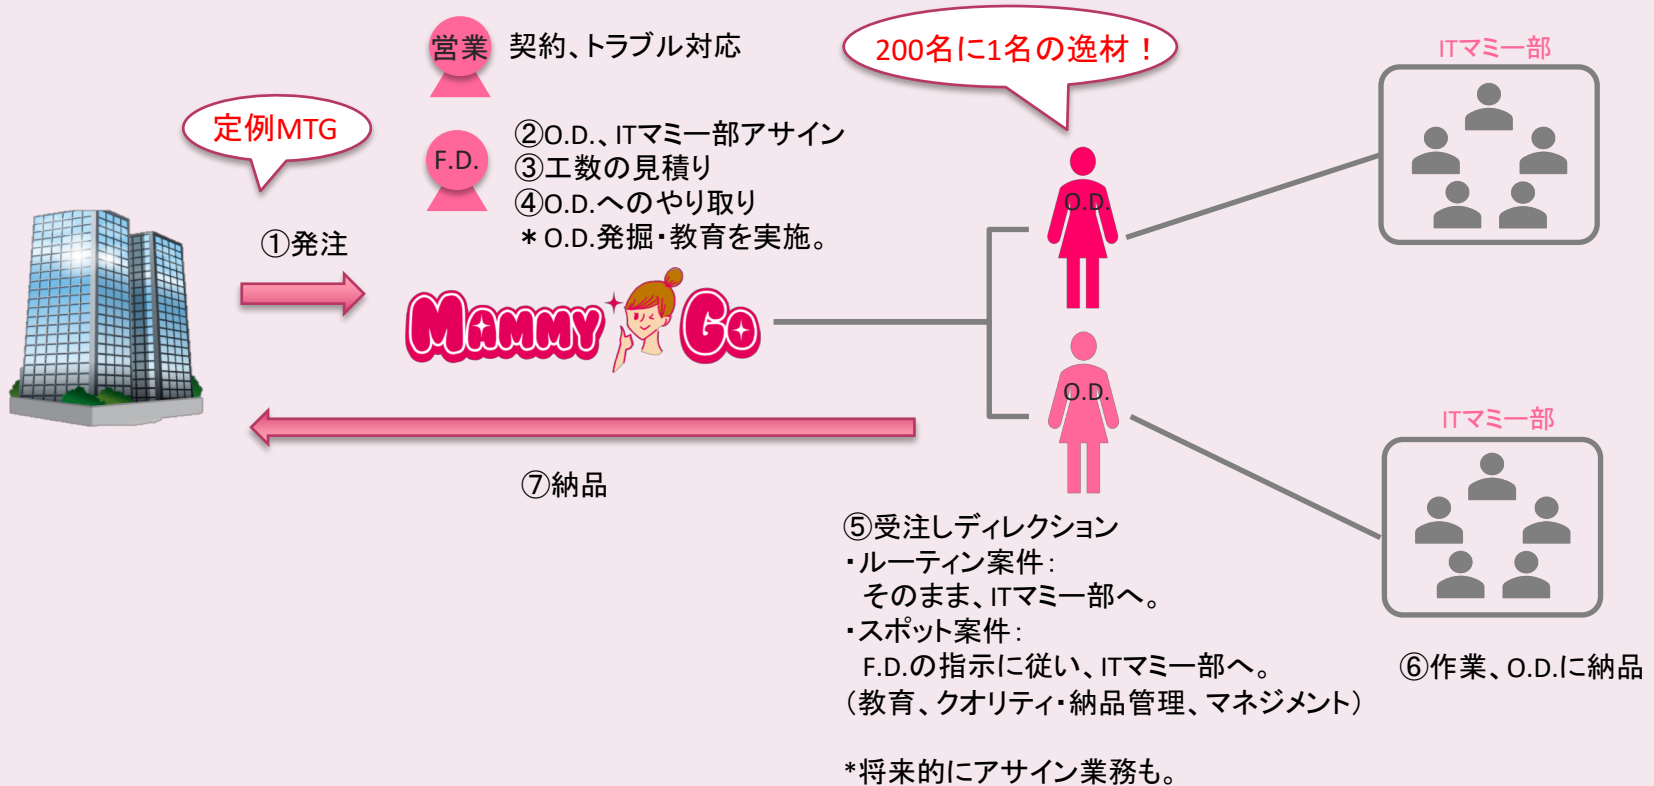 営業
契約、トラブル対応
200名に1名の逸材！
ITマミー部
定例MTG
F.D.
②O.D.、ITマミー部アサイン
③工数の見積り
④O.D.へのやり取り
＊O.D.発掘・教育を実施。
①発注
MAMMY GO
O.D.
O.D.
ITマミー部
⑦納品
⑤受注しディレクション
・ルーティン案件：
そのまま、ITマミー部へ。
・スポット案件：
F.D.の指示に従い、ITマミー部へ。
（教育、クオリティ・納品管理、マネジメント）
⑥作業、O.D.に納品
*将来的にアサイン業務も。